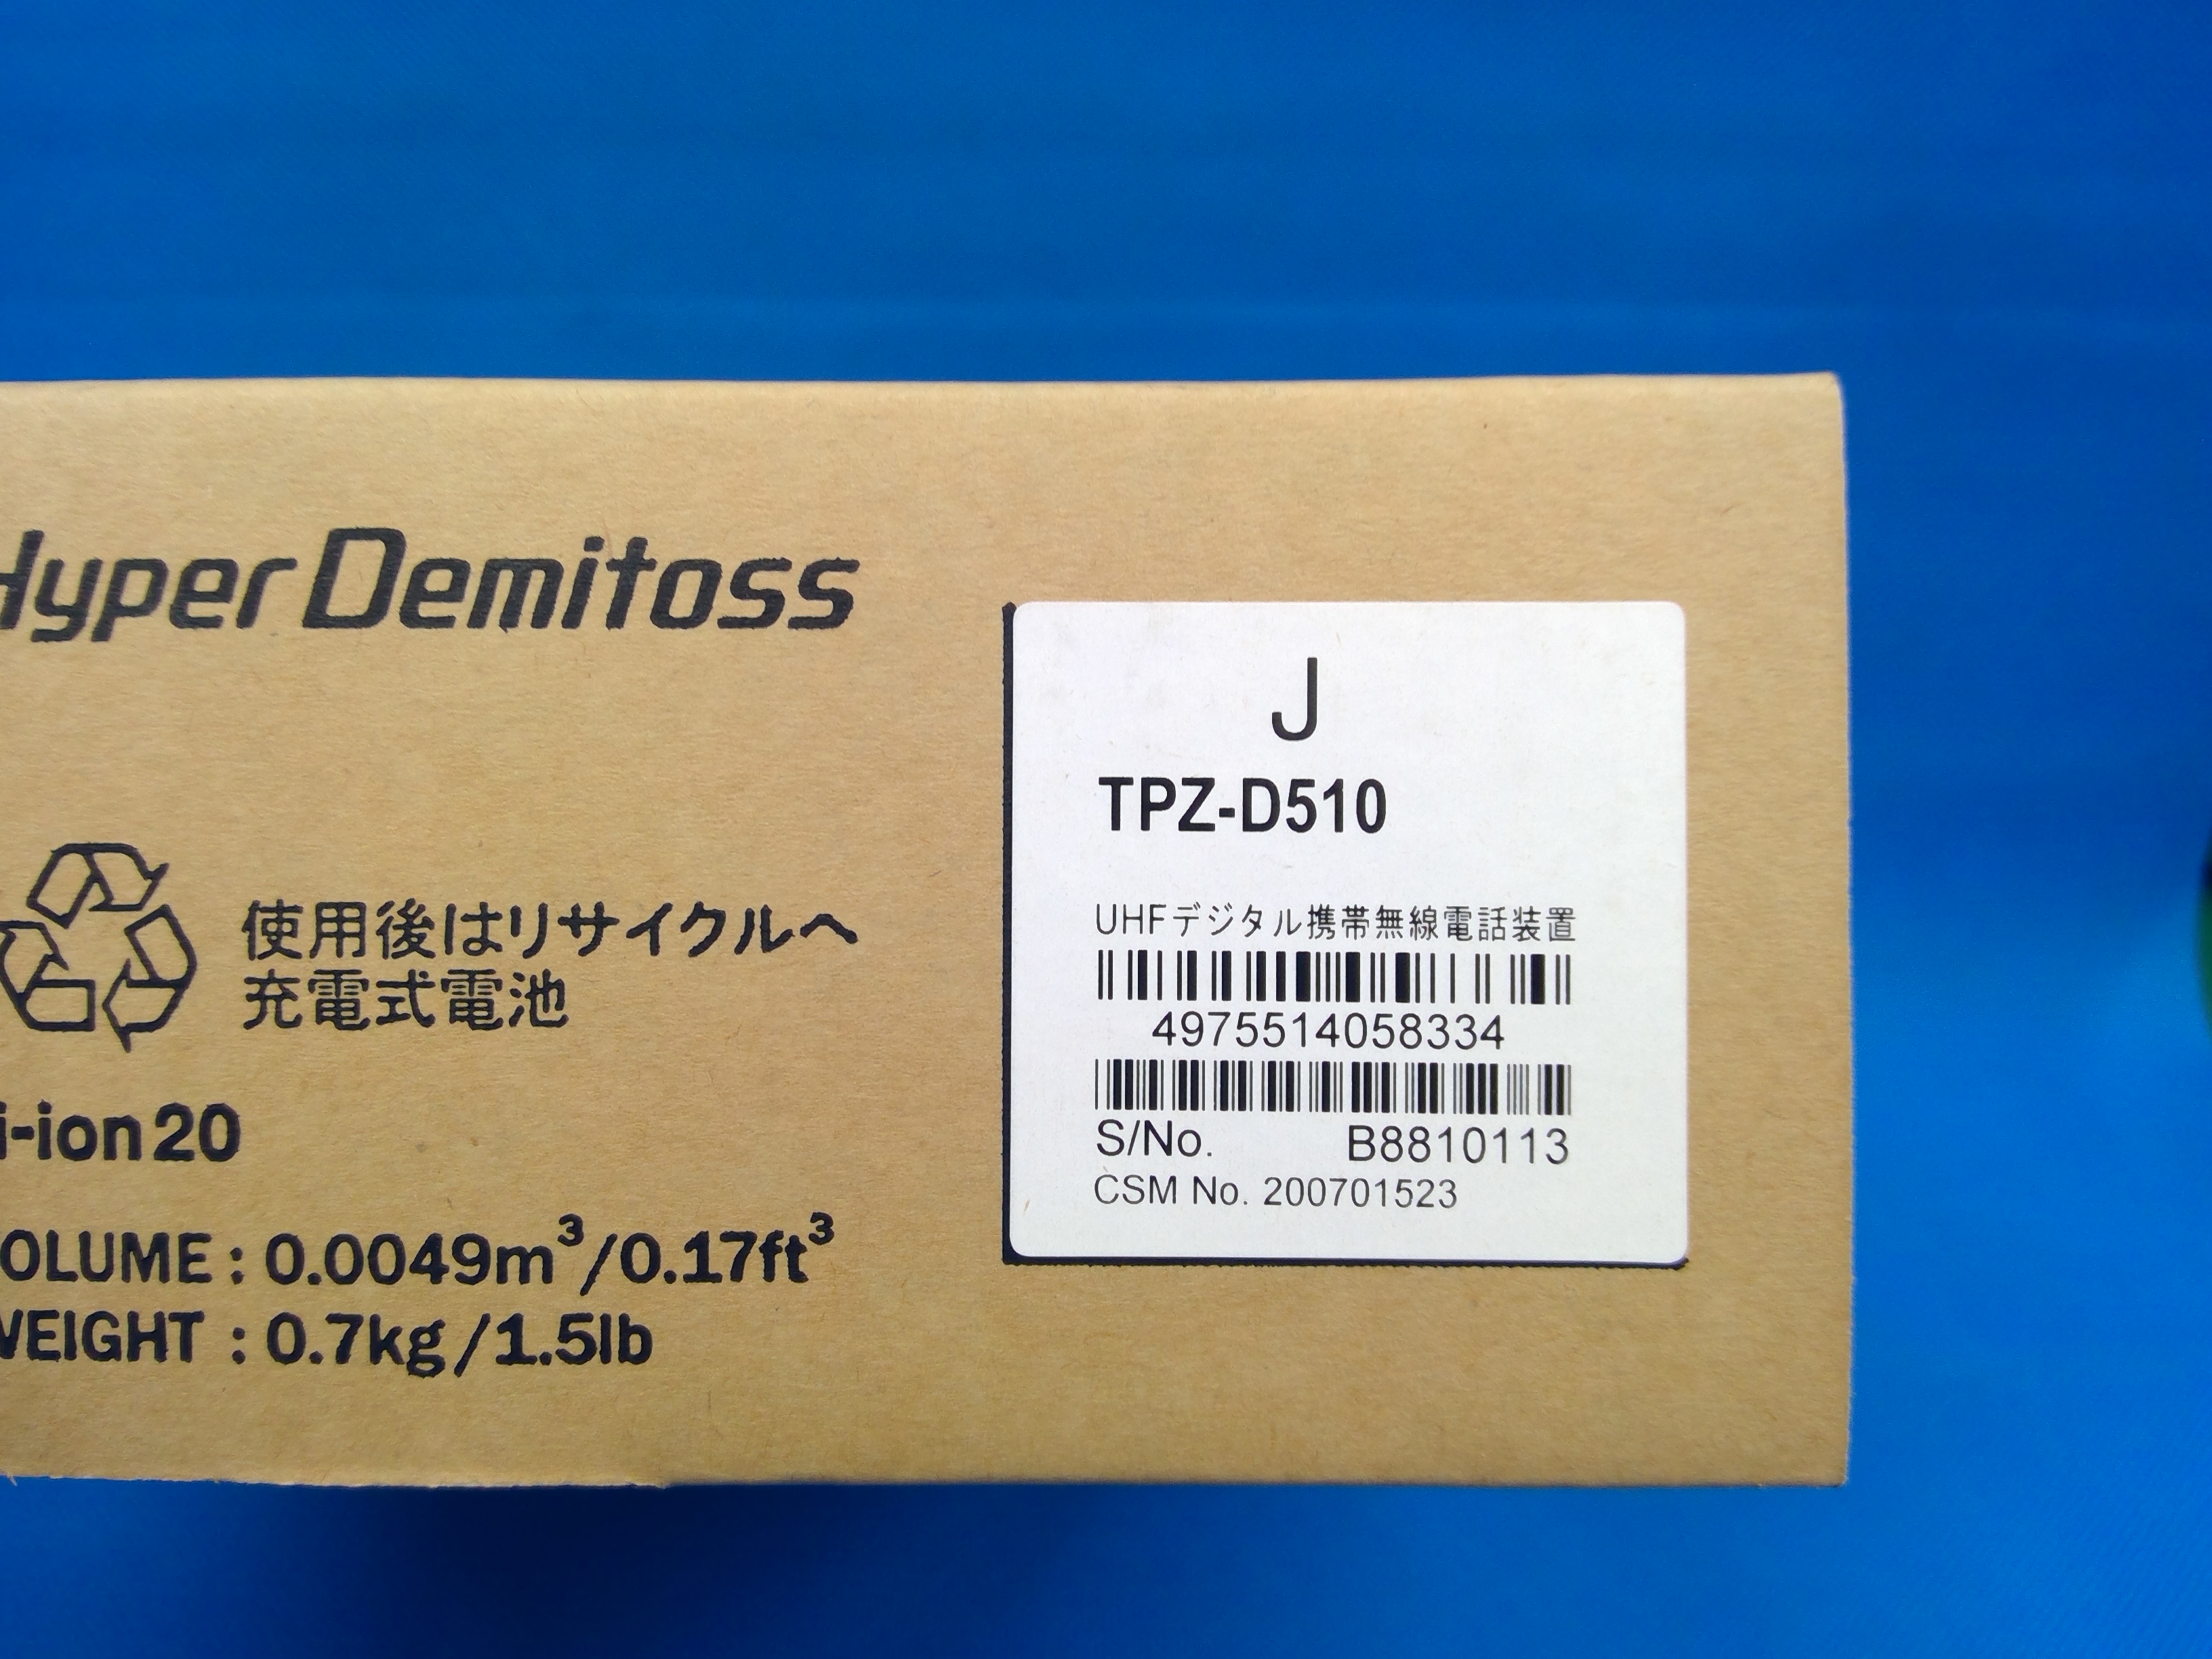 Hyper Demitoss
使用後はリサイクルへ
充電式電池
i-ion20
OLUME : 0.0049m³/0.17ft³
WEIGHT : 0.7kg/1.5lb
J
TPZ-D510
UHFデジタル携帯無線電話装置
4975514058334
S/No. B8810113
CSM No. 200701523